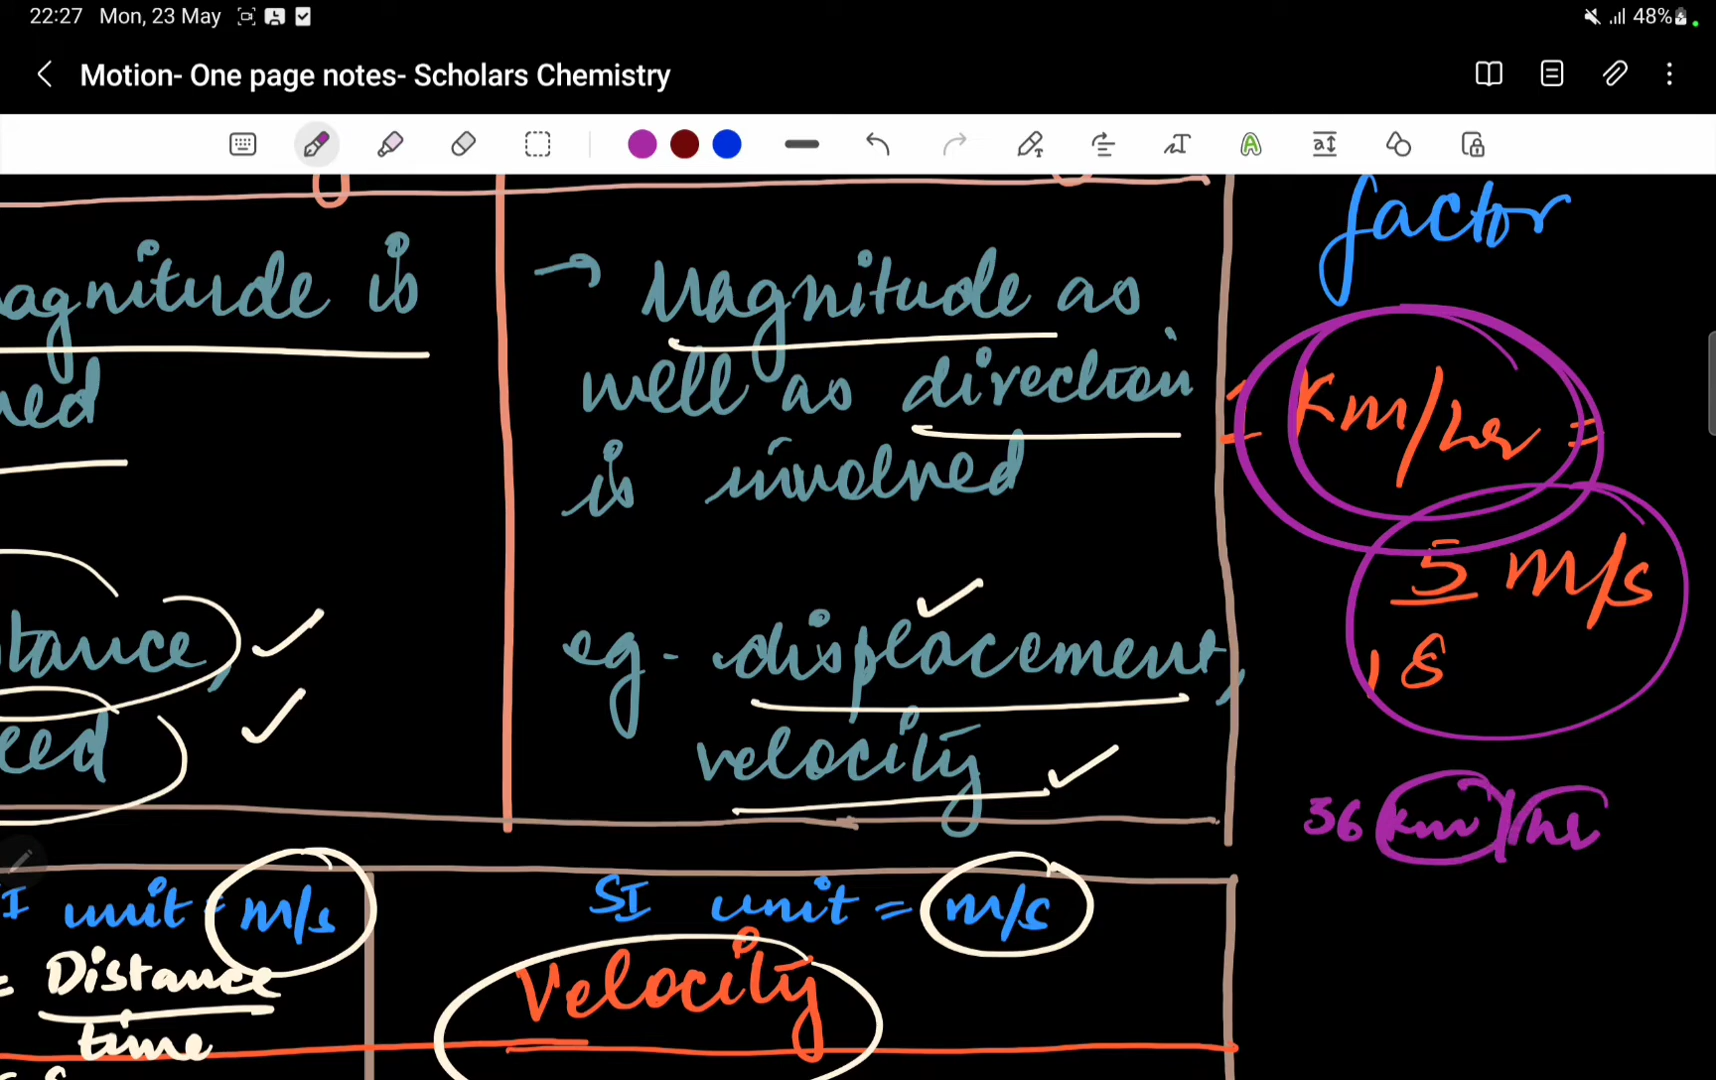 22:27 Mon, 23 May
48%
Motion- One page notes- Scholars Chemistry
agnitude is
ned
tance,
eed
→ Magnitude as
well as direction
is involved
eg - displacement,
velocity
factor
1 km/hr =
5 m/s
18
36 km/hr
I unit = m/s
= Distance
time
SI unit = m/s
Velocity